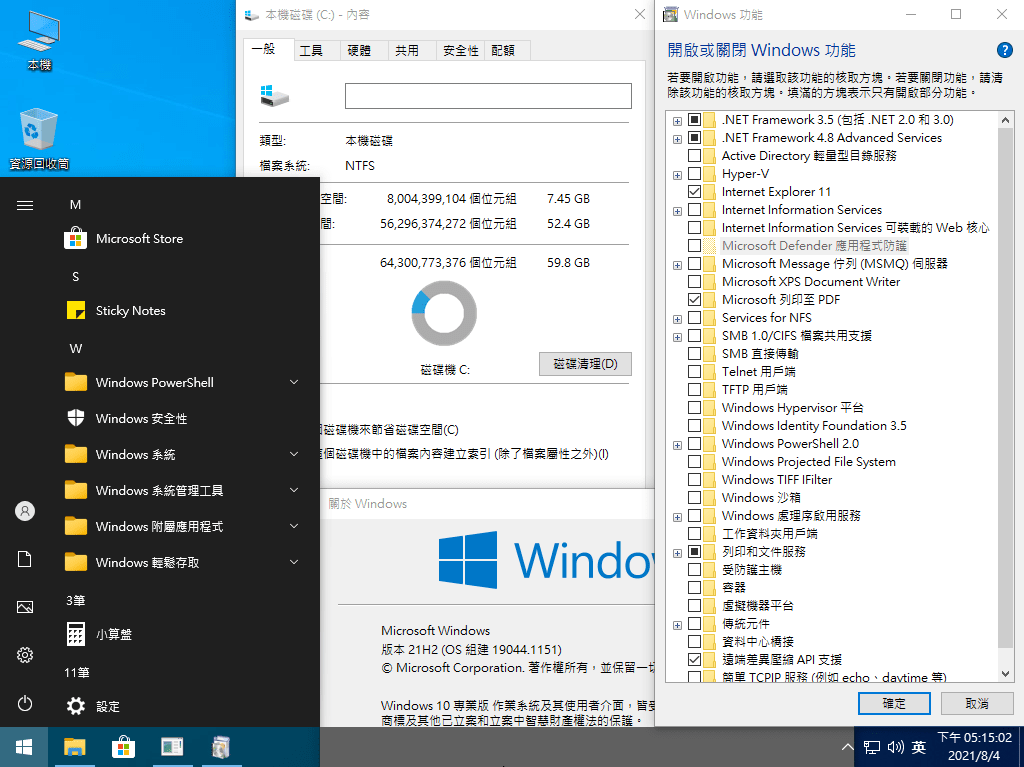 本機
資源回收筒
本機磁碟 (C:) - 內容
一般
工具
硬體
共用
安全性
配額
類型:
本機磁碟
檔案系統:
NTFS
空間:
8,004,399,104 個位元組
7.45 GB
間:
56,296,374,272 個位元組
52.4 GB
64,300,773,376 個位元組
59.8 GB
磁碟機 C:
磁碟清理(D)
磁碟機來節省磁碟空間(C)
個磁碟機中的檔案內容建立索引 (除了檔案屬性之外)(I)
M
Microsoft Store
S
Sticky Notes
W
Windows PowerShell
Windows 安全性
Windows 系統
Windows 系統管理工具
Windows 附屬應用程式
Windows 輕鬆存取
3筆
小算盤
11筆
設定
關於 Windows
Window
Microsoft Windows
版本 21H2 (OS 組建 19044.1151)
© Microsoft Corporation. 著作權所有，並保留一切
Windows 10 專業版 作業系統及其使用者介面，皆受
商標及其他已立案和立案中智慧財產權法的保護。
Windows 功能
開啟或關閉 Windows 功能
若要開啟功能，請選取該功能的核取方塊。若要關閉功能，請清
除該功能的核取方塊。填滿的方塊表示只有開啟部分功能。
.NET Framework 3.5 (包括 .NET 2.0 和 3.0)
.NET Framework 4.8 Advanced Services
Active Directory 輕量型目錄服務
Hyper-V
Internet Explorer 11
Internet Information Services
Internet Information Services 可裝載的 Web 核心
Microsoft Defender 應用程式防護
Microsoft Message 佇列 (MSMQ) 伺服器
Microsoft XPS Document Writer
Microsoft 列印至 PDF
Services for NFS
SMB 1.0/CIFS 檔案共用支援
SMB 直接傳輸
Telnet 用戶端
TFTP 用戶端
Windows Hypervisor 平台
Windows Identity Foundation 3.5
Windows PowerShell 2.0
Windows Projected File System
Windows TIFF IFilter
Windows 沙箱
Windows 處理序啟用服務
工作資料夾用戶端
列印和文件服務
受防護主機
容器
虛擬機器平台
傳統元件
資料中心橋接
遠端差異壓縮 API 支援
簡單 TCPIP 服務 (例如 echo、daytime 等)
確定
取消
英
下午 05:15:02
2021/8/4